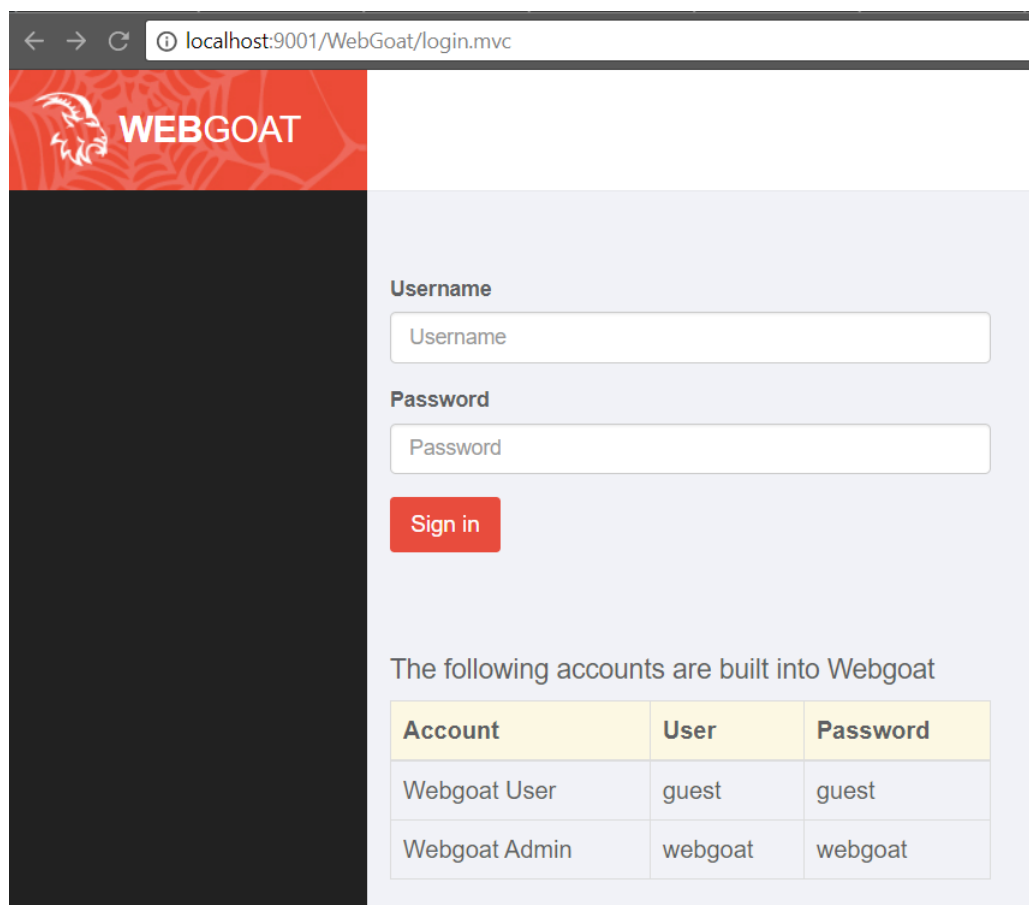 localhost:9001/WebGoat/login.mvc
WEBGOAT
Username
Username
Password
Password
Sign in
The following accounts are built into Webgoat
Account User Password
Webgoat User guest guest
Webgoat Admin webgoat webgoat